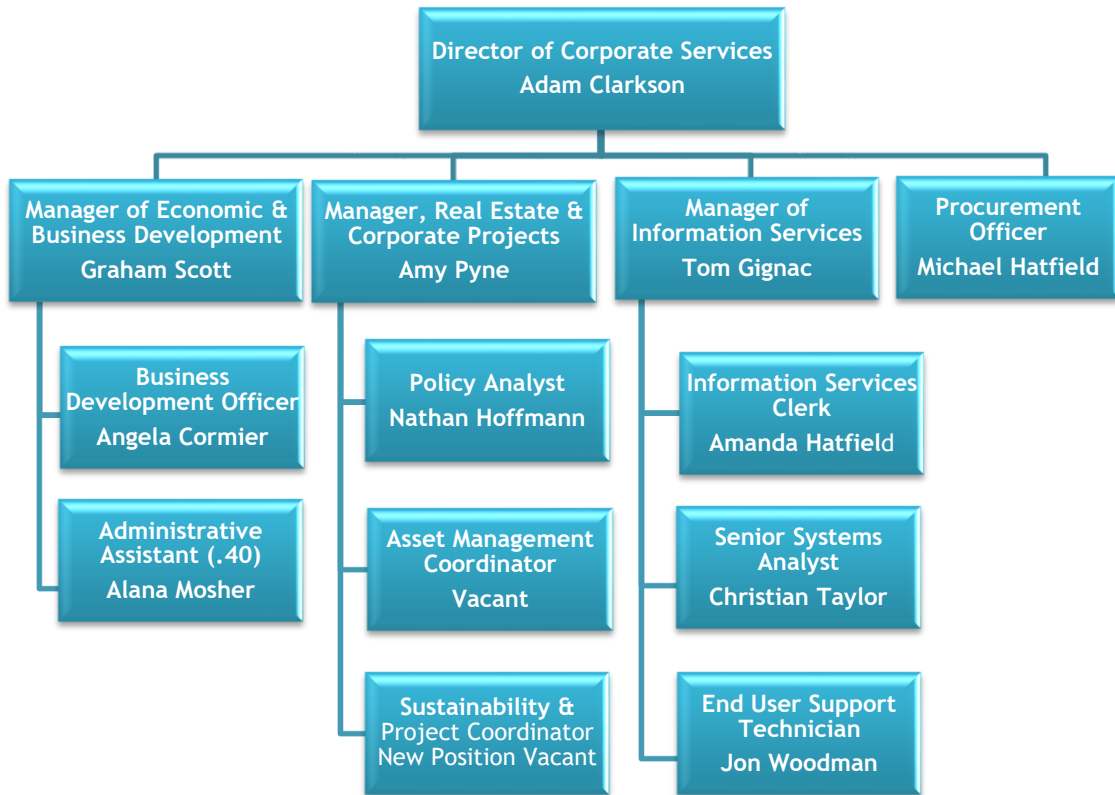 Director of Corporate Services
Adam Clarkson
Manager of Economic &
Business Development
Graham Scott
Manager, Real Estate &
Corporate Projects
Amy Pyne
Manager of
Information Services
Tom Gignac
Procurement
Officer
Michael Hatfield
Business
Development Officer
Angela Cormier
Administrative
Assistant (.40)
Alana Mosher
Policy Analyst
Nathan Hoffmann
Asset Management
Coordinator
Vacant
Sustainability &
Project Coordinator
New Position Vacant
Information Services
Clerk
Amanda Hatfield
Senior Systems
Analyst
Christian Taylor
End User Support
Technician
Jon Woodman